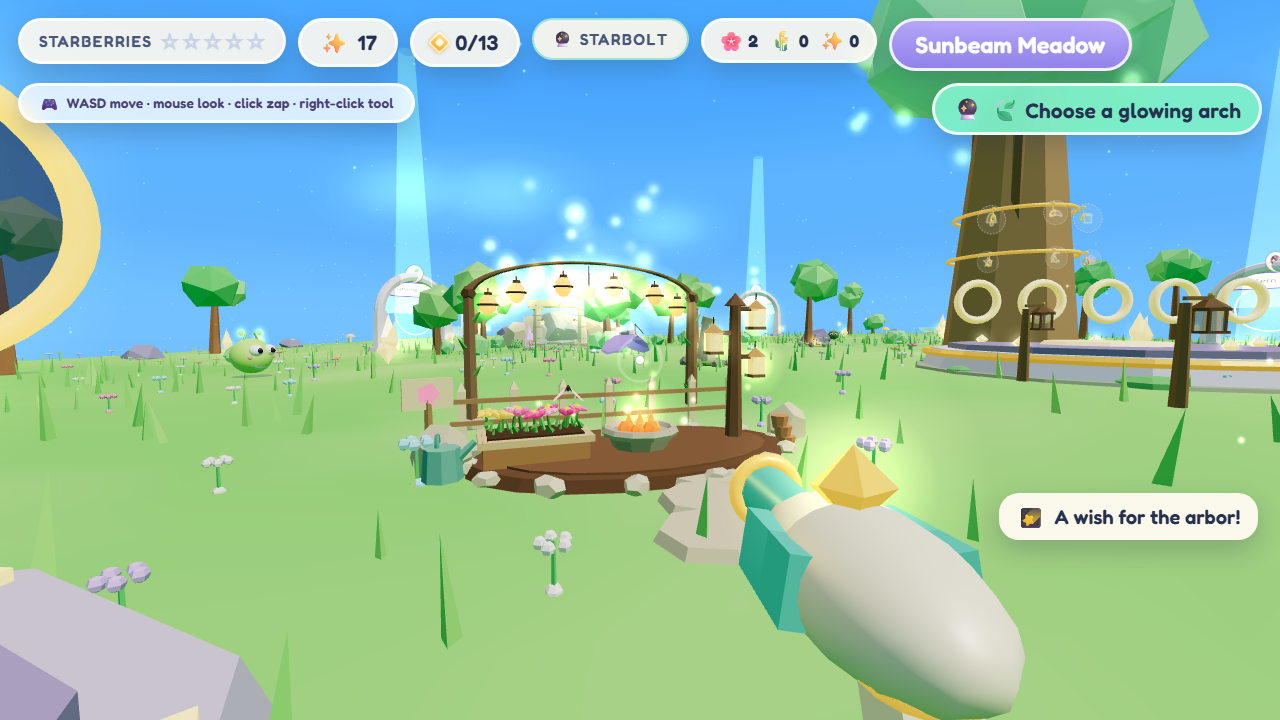 STARBERRIES
17
0/13
STARBOLT
2 0 0
Sunbeam Meadow
WASD move · mouse look · click zap · right-click tool
Choose a glowing arch
A wish for the arbor!